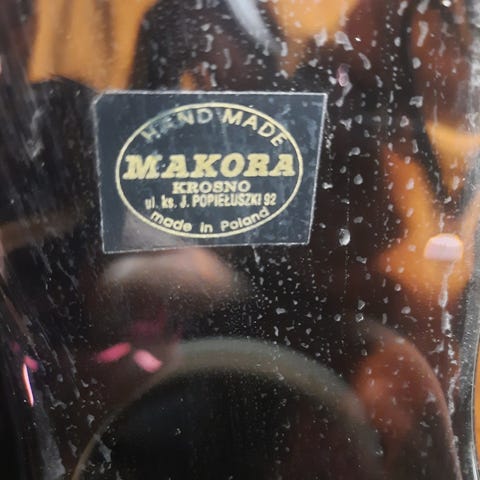 HAND MADE
MAKORA
KROSNO
ul. ks. J. POPIEŁUSZKI 92
made in Poland